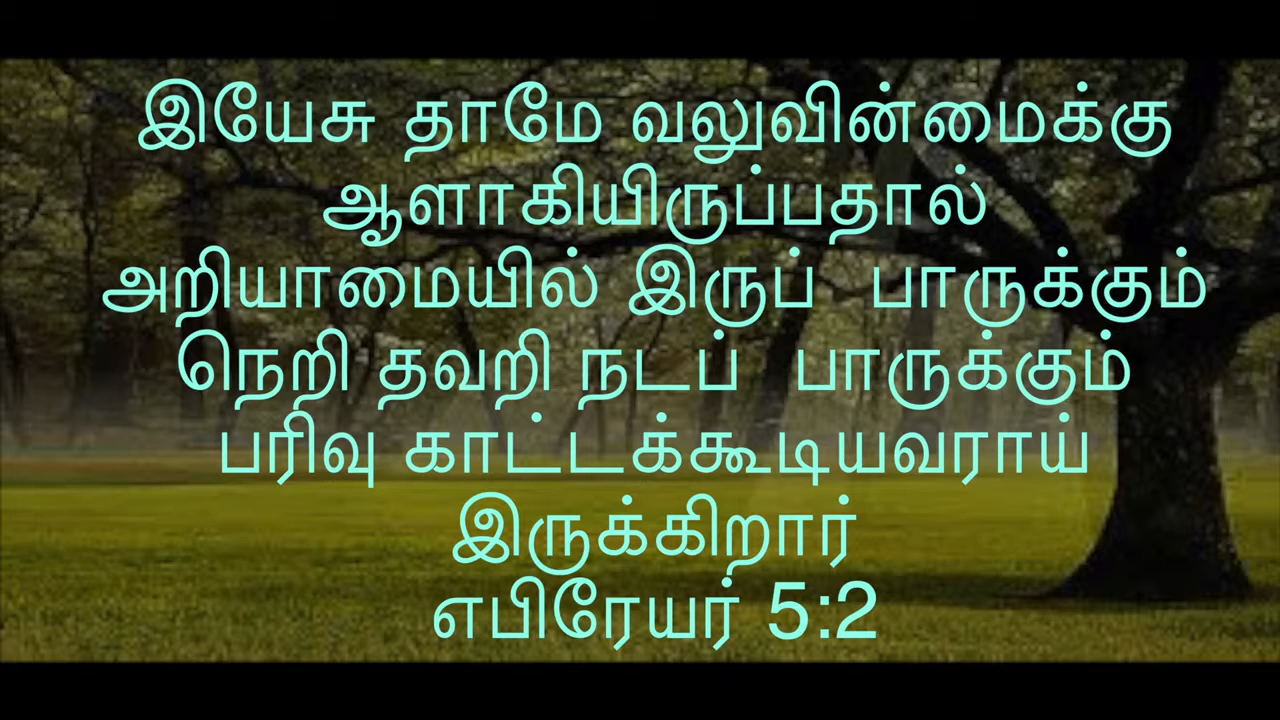 இயேசு தாமே வலுவின்மைக்கு
ஆளாகியிருப்பதால்
அறியாமையில் இருப்  பாருக்கும்
நெறி தவறி நடப்  பாருக்கும்
பரிவு காட்டக்கூடியவராய்
இருக்கிறார்
எபிரேயர் 5:2